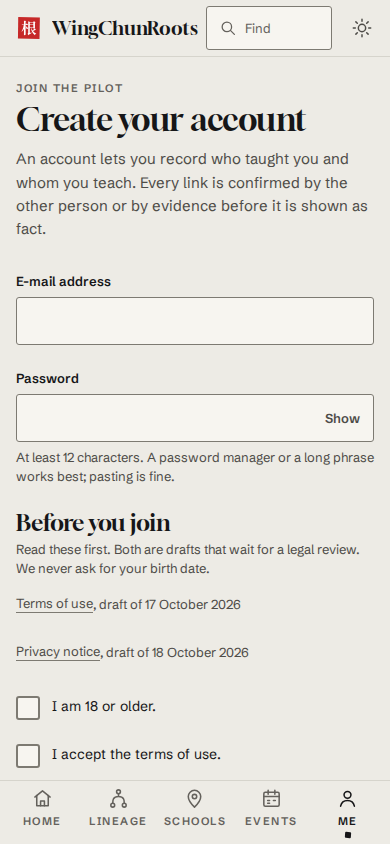 根 WingChunRoots Find
JOIN THE PILOT
Create your account
An account lets you record who taught you and
whom you teach. Every link is confirmed by the
other person or by evidence before it is shown as
fact.
E-mail address
Password
Show
At least 12 characters. A password manager or a long phrase
works best; pasting is fine.
Before you join
Read these first. Both are drafts that wait for a legal review.
We never ask for your birth date.
Terms of use, draft of 17 October 2026
Privacy notice, draft of 18 October 2026
I am 18 or older.
I accept the terms of use.
HOME LINEAGE SCHOOLS EVENTS ME